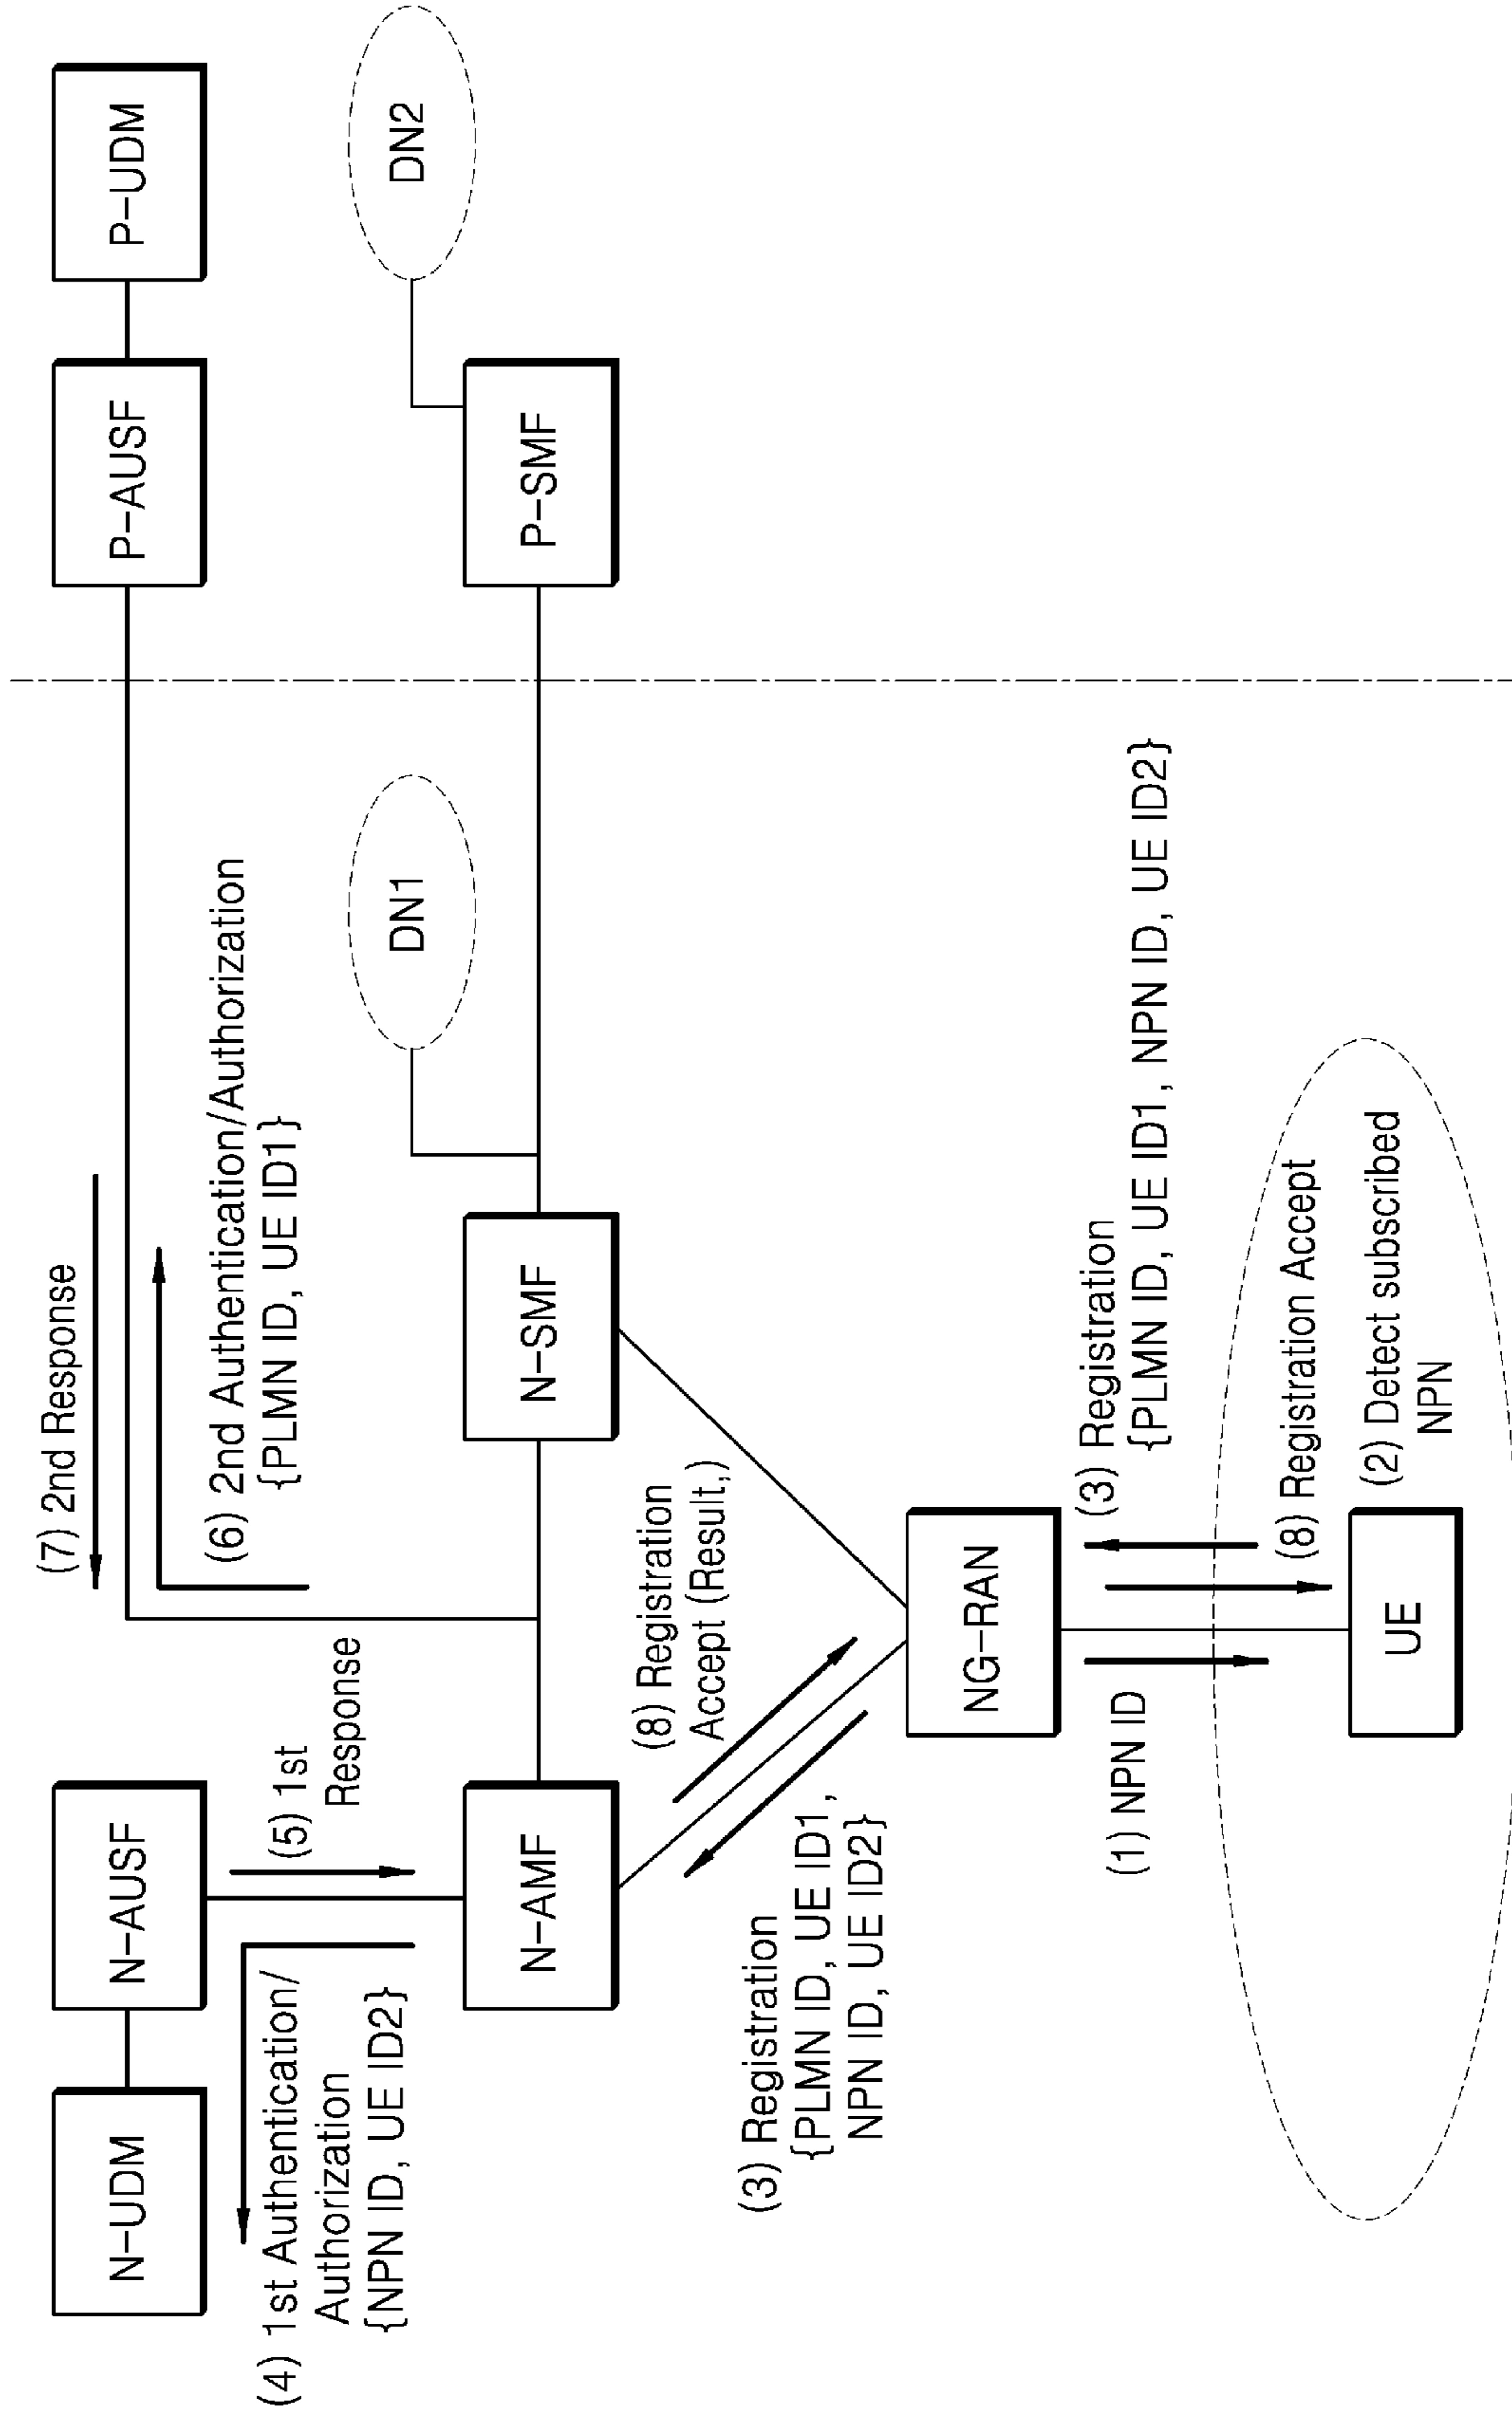 N-UDM
N-AUSF
P-AUSF
P-UDM
(7) 2nd Response
(4) 1st Authentication/
Authorization
{NPN ID, UE ID2}
(5) 1st
Response
(6) 2nd Authentication/Authorization
{PLMN ID, UE ID1}
DN1
DN2
N-AMF
N-SMF
P-SMF
(8) Registration
Accept (Result,)
(3) Registration
{PLMN ID, UE ID1,
NPN ID, UE ID2}
NG-RAN
(1) NPN ID
(3) Registration
{PLMN ID, UE ID1, NPN ID, UE ID2}
(8) Registration Accept
(2) Detect subscribed
NPN
UE